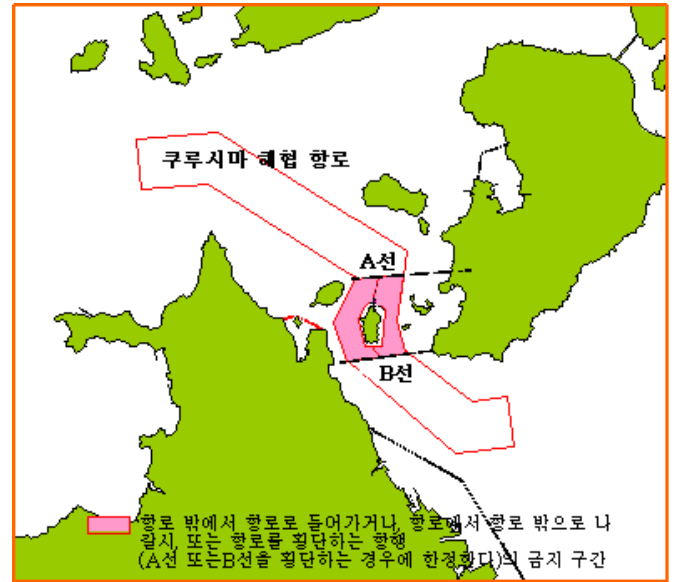 쿠루시마 해협 항로
A선
B선
항로 밖에서 항로로 들어가거나, 항로에서 항로 밖으로 나
갈시, 또는 항로를 횡단하는 항행
(A선 또는B선을 횡단하는 경우에 한정한다)의 금지 구간